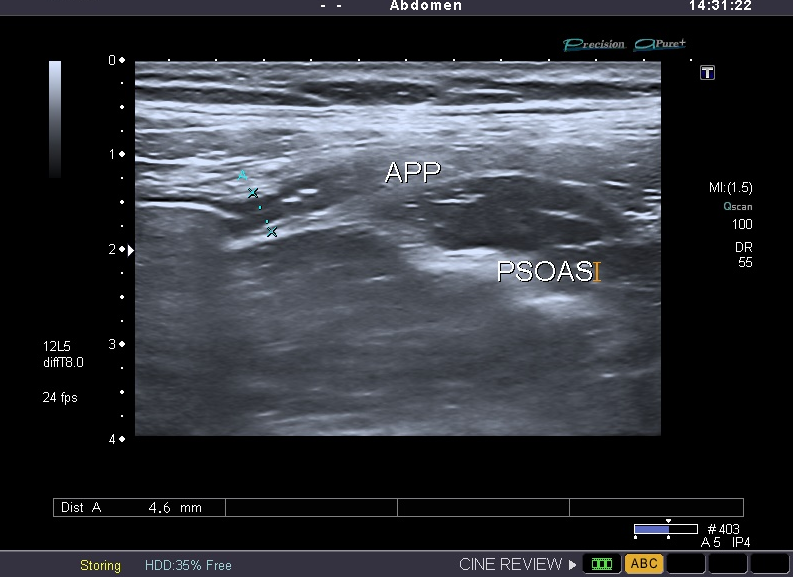 - - Abdomen 14:31:22
Precision APure+
0
T
1
APP
MI:(1.5)
Qscan
100
DR
55
2
PSOAS
12L5
diffT8.0
3
24 fps
4
Dist A 4.6 mm
#403
A 5 IP4
Storing HDD:35% Free CINE REVIEW ABC